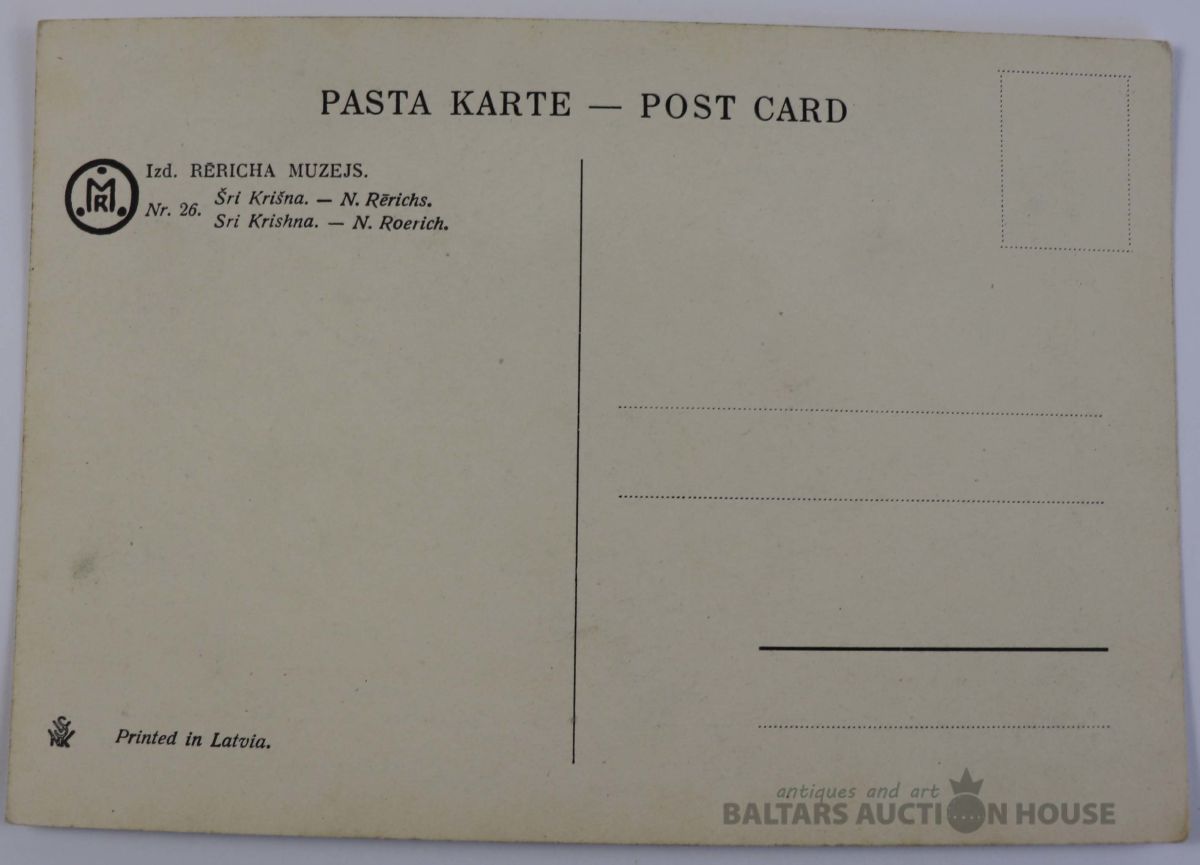 PASTA KARTE — POST CARD
Izd. RĒRICHA MUZEJS.
Nr. 26.
Šri Krišna. — N. Rērichs.
Sri Krishna. — N. Roerich.
Printed in Latvia.
antiques and art
BALTARS AUCTION HOUSE